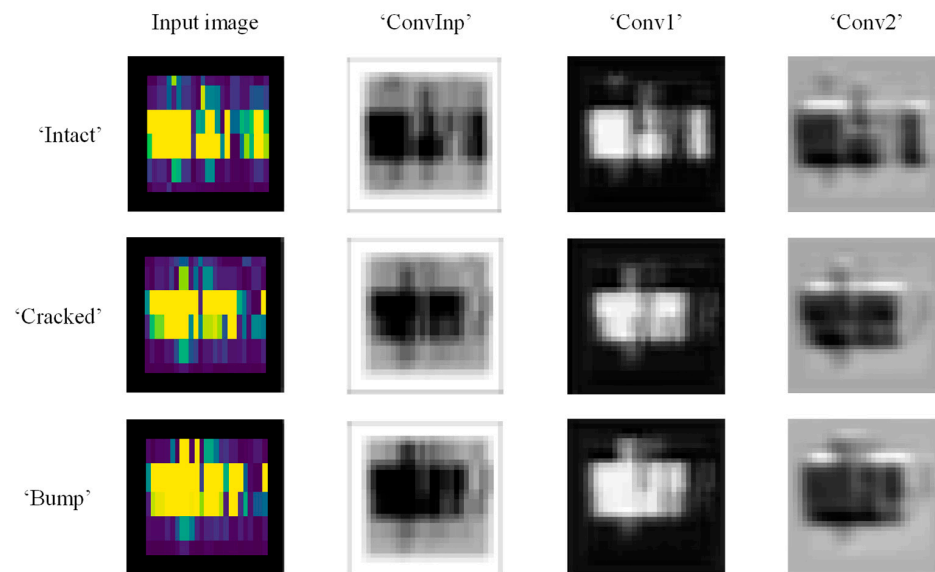 Input image
‘ConvInp’
‘Conv1’
‘Conv2’
‘Intact’
‘Cracked’
‘Bump’